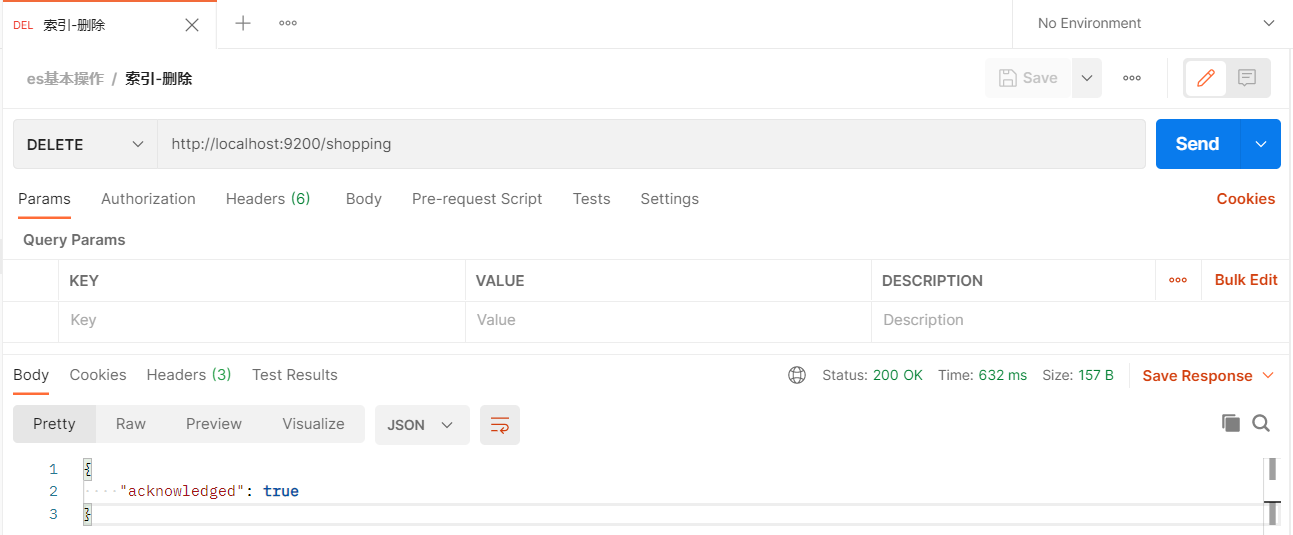 DEL 索引-删除 No Environment
es基本操作 / 索引-删除 Save
DELETE http://localhost:9200/shopping Send
Params Authorization Headers (6) Body Pre-request Script Tests Settings Cookies
Query Params
KEY VALUE DESCRIPTION Bulk Edit
Key Value Description
Body Cookies Headers (3) Test Results Status: 200 OK Time: 632 ms Size: 157 B Save Response
Pretty Raw Preview Visualize JSON
1 {
2 "acknowledged": true
3 }